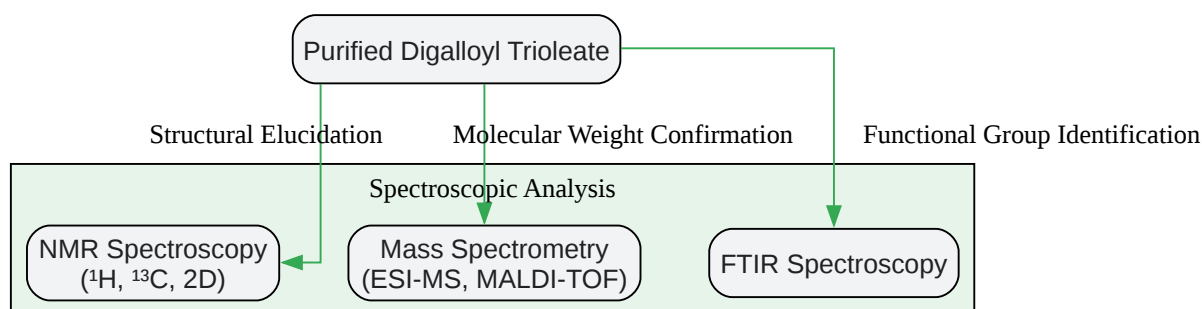 Purified Digalloyl Trioleate
Structural Elucidation
Molecular Weight Confirmation
Functional Group Identification
Spectroscopic Analysis
NMR Spectroscopy
(¹H, ¹³C, 2D)
Mass Spectrometry
(ESI-MS, MALDI-TOF)
FTIR Spectroscopy